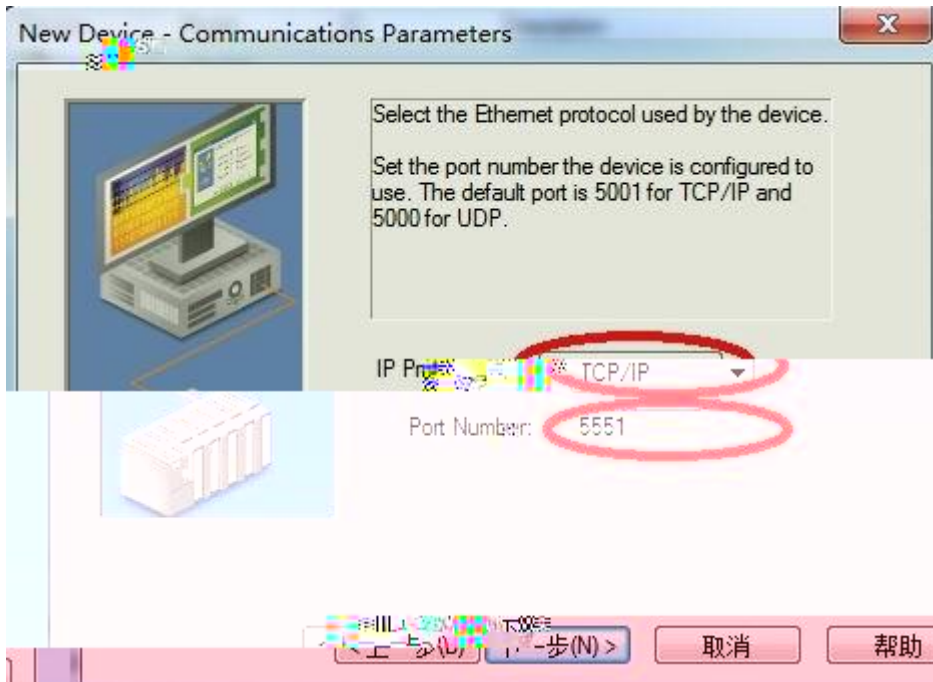 New Device - Communications Parameters
Select the Ethernet protocol used by the device.
Set the port number the device is configured to
use. The default port is 5001 for TCP/IP and
5000 for UDP.
IP
TCP/IP
Port Number:
5551
步(N) >
取消
帮助